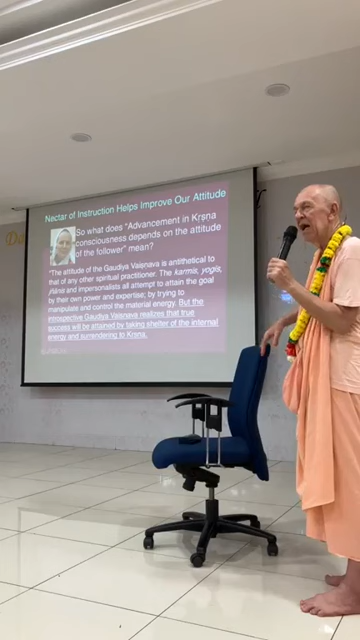 Nectar of Instruction Helps Improve Our Attitude
So what does "Advancement in Kṛṣṇa
consciousness depends on the attitude
of the follower" mean?
"The attitude of the Gaudiya Vaiṣṇava is antithetical to
that of any other spiritual practitioner. The karmis, yogis,
jñānis and impersonalists all attempt to attain the goal
by their own power and expertise; by trying to
manipulate and control the material energy. But the
introspective Gaudiya Vaiṣṇava realizes that true
success will be attained by taking shelter of the internal
energy and surrendering to Krsna.